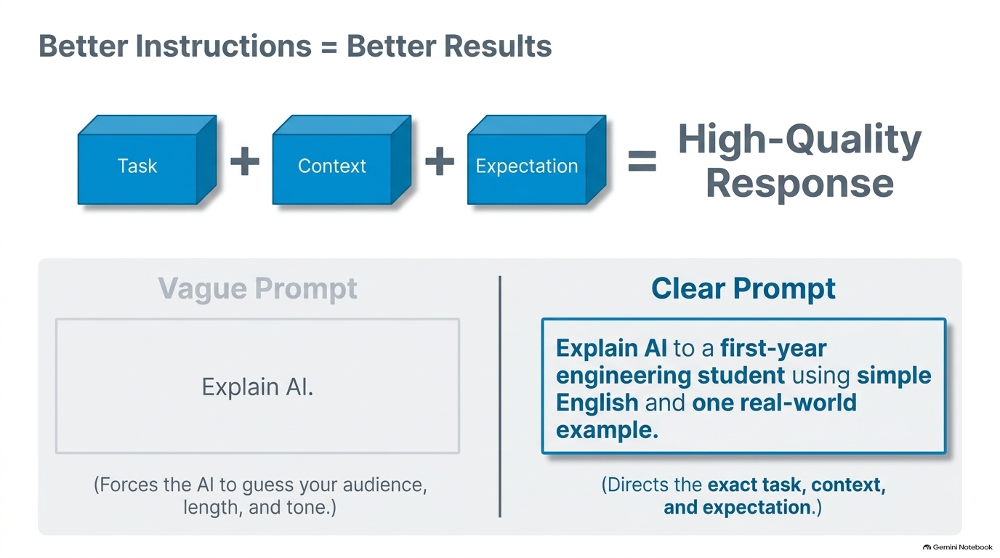 Better Instructions = Better Results
Task + Context + Expectation = High-Quality
Response
Vague Prompt
Explain AI.
(Forces the AI to guess your audience,
length, and tone.)
Clear Prompt
Explain AI to a first-year
engineering student using simple
English and one real-world
example.
(Directs the exact task, context,
and expectation.)
Gemini Notebook